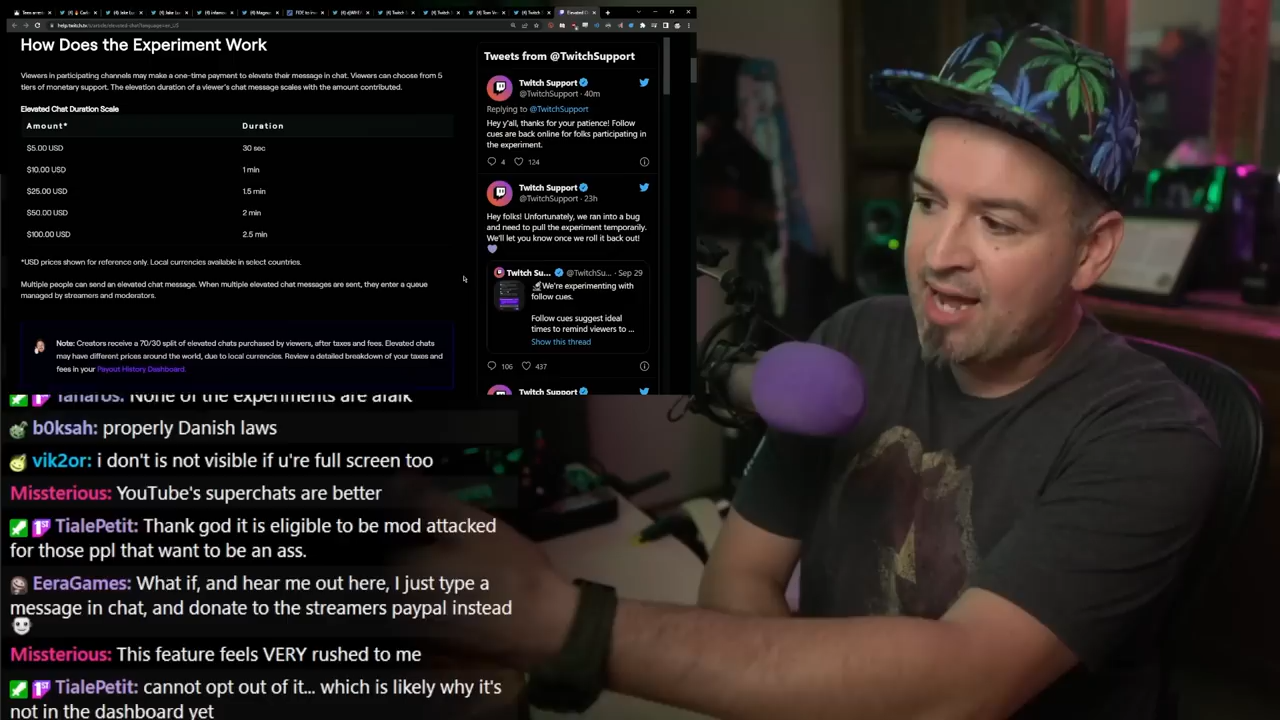 help.twitch.tv/s/article/elevated-chat?language=en_US
How Does the Experiment Work
Viewers in participating channels may make a one-time payment to elevate their message in chat. Viewers can choose from 5
tiers of monetary support. The elevation duration of a viewer's chat message scales with the amount contributed.
Elevated Chat Duration Scale
Amount* Duration
$5.00 USD 30 sec
$10.00 USD 1 min
$25.00 USD 1.5 min
$50.00 USD 2 min
$100.00 USD 2.5 min
*USD prices shown for reference only. Local currencies available in select countries.
Multiple people can send an elevated chat message. When multiple elevated chat messages are sent, they enter a queue
managed by streamers and moderators.
Note: Creators receive a 70/30 split of elevated chats purchased by viewers, after taxes and fees. Elevated chats
may have different prices around the world, due to local currencies. Review a detailed breakdown of your taxes and
fees in your Payout History Dashboard.
Tweets from @TwitchSupport
Twitch Support
@TwitchSupport · 40m
Replying to @TwitchSupport
Hey y'all, thanks for your patience! Follow
cues are back online for folks participating in
the experiment.
4 124
Twitch Support
@TwitchSupport · 23h
Hey folks! Unfortunately, we ran into a bug
and need to pull the experiment temporarily.
We'll let you know once we roll it back out!
Twitch Su... @TwitchSu... · Sep 29
We're experimenting with
follow cues.
Follow cues suggest ideal
times to remind viewers to ...
Show this thread
106 437
Twitch Support
None of the experiments are afaik
b0ksah: properly Danish laws
vik2or: i don't is not visible if u're full screen too
Missterious: YouTube's superchats are better
TialePetit: Thank god it is eligible to be mod attacked
for those ppl that want to be an ass.
EeraGames: What if, and hear me out here, I just type a
message in chat, and donate to the streamers paypal instead
Missterious: This feature feels VERY rushed to me
TialePetit: cannot opt out of it... which is likely why it's
not in the dashboard yet